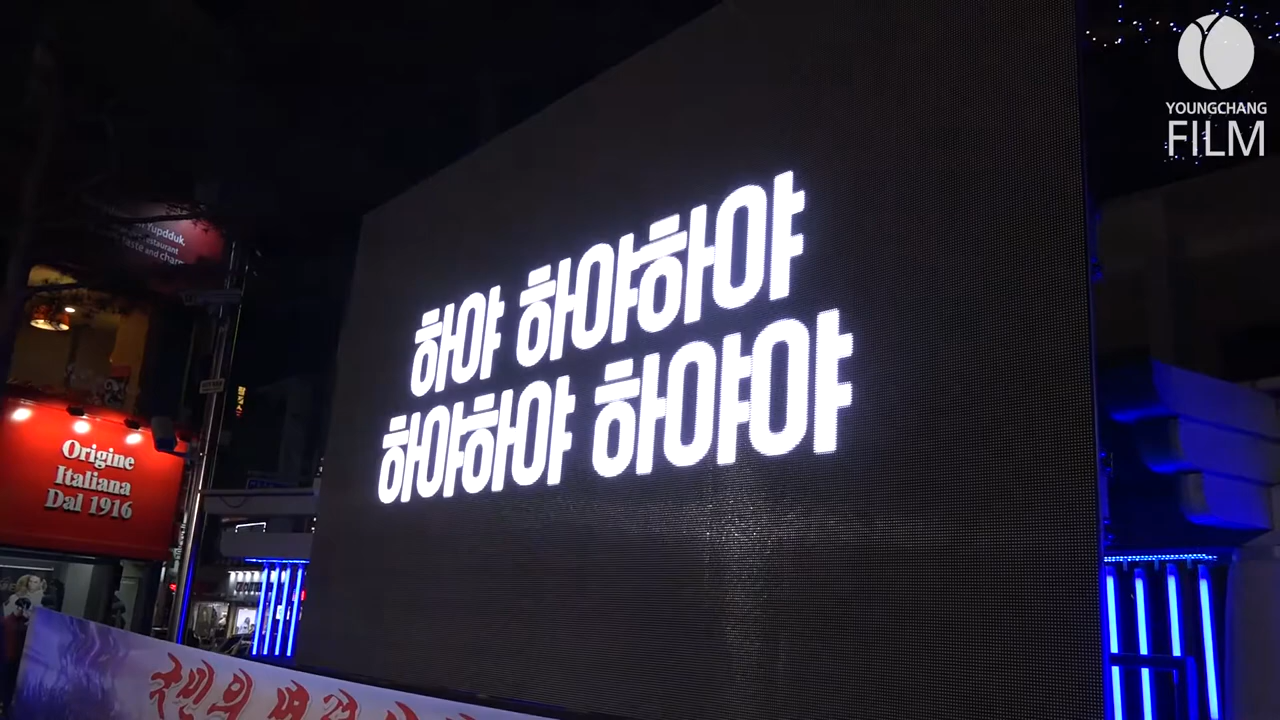 하야 하야하야
하야하야 하야야
YOUNGCHANG
FILM
Yupdduk.
restaurant
taste and charm
Origine
Italiana
Dal 1916